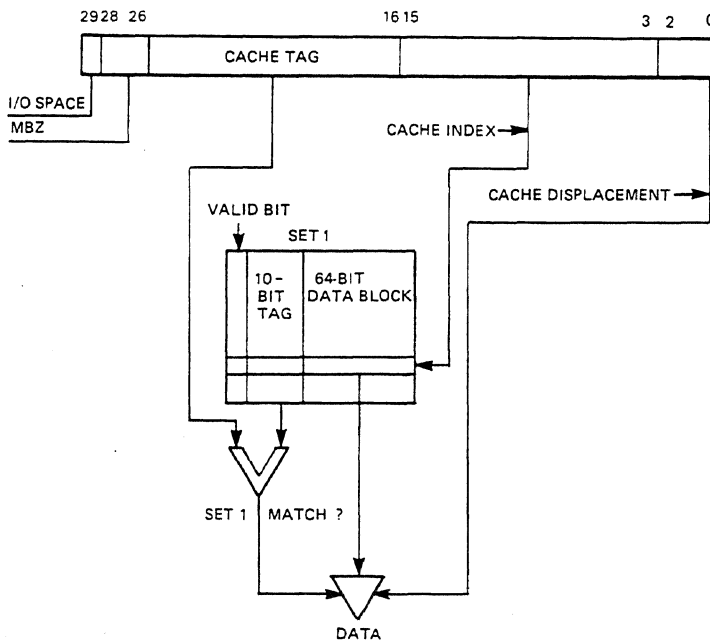 29 28 26 16 15 3 2 0
CACHE TAG
I/O SPACE
MBZ
CACHE INDEX
CACHE DISPLACEMENT
VALID BIT
SET 1
10-
BIT
TAG
64-BIT
DATA BLOCK
SET 1 MATCH ?
DATA